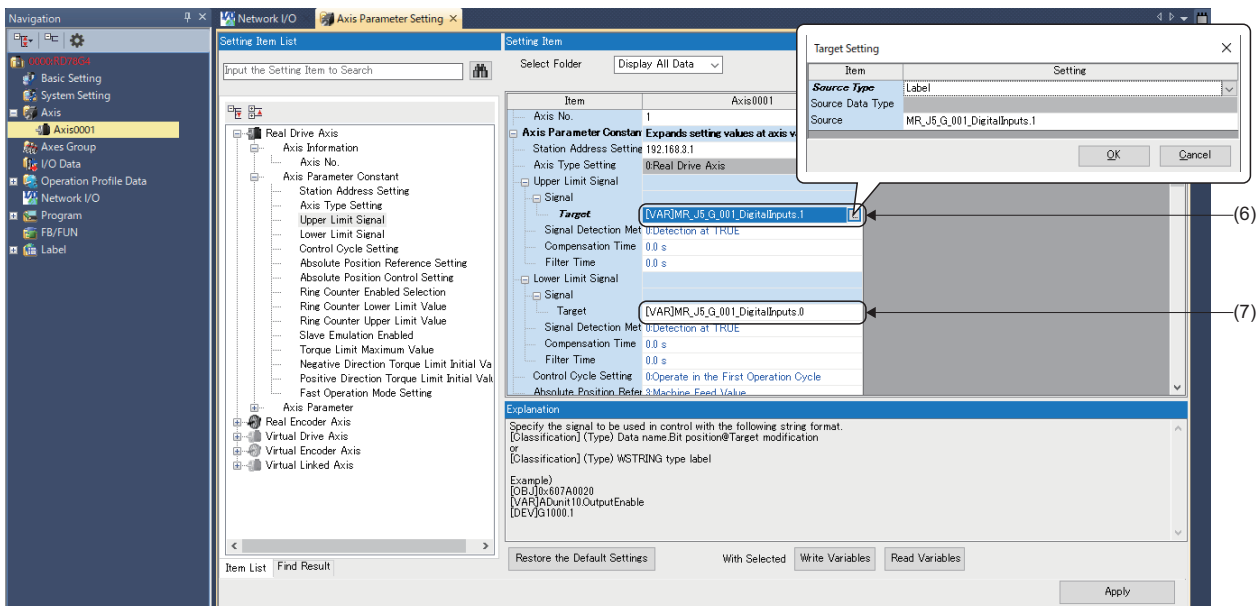 Navigation
Network I/O
Axis Parameter Setting
0000:RD78G4
Basic Setting
System Setting
Axis
Axis0001
Axes Group
I/O Data
Operation Profile Data
Network I/O
Program
FB/FUN
Label
Setting Item List
Input the Setting Item to Search
Real Drive Axis
Axis Information
Axis No.
Axis Parameter Constant
Station Address Setting
Axis Type Setting
Upper Limit Signal
Lower Limit Signal
Control Cycle Setting
Absolute Position Reference Setting
Absolute Position Control Setting
Ring Counter Enabled Selection
Ring Counter Lower Limit Value
Ring Counter Upper Limit Value
Slave Emulation Enabled
Torque Limit Maximum Value
Negative Direction Torque Limit Initial Va
Positive Direction Torque Limit Initial Valu
Fast Operation Mode Setting
Axis Parameter
Real Encoder Axis
Virtual Drive Axis
Virtual Encoder Axis
Virtual Linked Axis
Item List Find Result
Setting Item
Select Folder Display All Data
Item Axis0001
Axis No. 1
Axis Parameter Constan Expands setting values at axis v
Station Address Setting 192.168.3.1
Axis Type Setting 0:Real Drive Axis
Upper Limit Signal
Signal
Target [VAR]MR_J5_G_001_DigitalInputs.1 ...
Signal Detection Met 0:Detection at TRUE
Compensation Time 0.0 s
Filter Time 0.0 s
Lower Limit Signal
Signal
Target [VAR]MR_J5_G_001_DigitalInputs.0
Signal Detection Met 0:Detection at TRUE
Compensation Time 0.0 s
Filter Time 0.0 s
Control Cycle Setting 0:Operate in the First Operation Cycle
Absolute Position Refer 3:Machine Feed Value
Explanation
Specify the signal to be used in control with the following string format.
[Classification] (Type) Data name.Bit position@Target modification
or
[Classification] (Type) WSTRING type label
Example)
[OBJ]0x607A0020
[VAR]ADunit10.OutputEnable
[DEV]G1000.1
Restore the Default Settings With Selected Write Variables Read Variables
Apply
Target Setting
Item Setting
Source Type Label
Source Data Type
Source MR_J5_G_001_DigitalInputs.1
OK Cancel
(6)
(7)